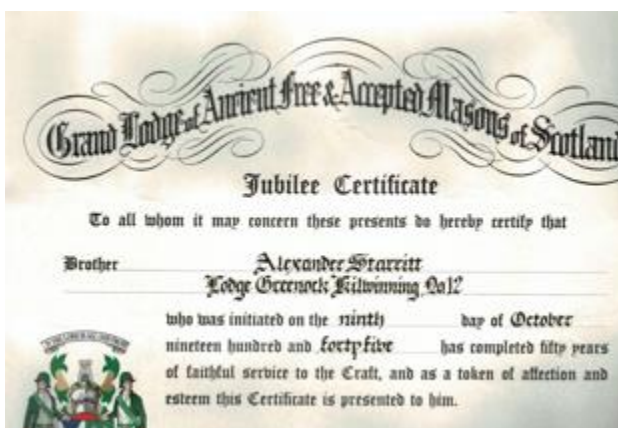 Grand Lodge of Antient Free & Accepted Masons of Scotland
Jubilee Certificate
To all whom it may concern these presents do hereby certify that
Brother Alexander Starritt
Lodge Greenock Kilwinning No 12
who was initiated on the ninth day of October
nineteen hundred and forty five has completed fifty years
of faithful service to the Craft, and as a token of affection and
esteem this Certificate is presented to him.